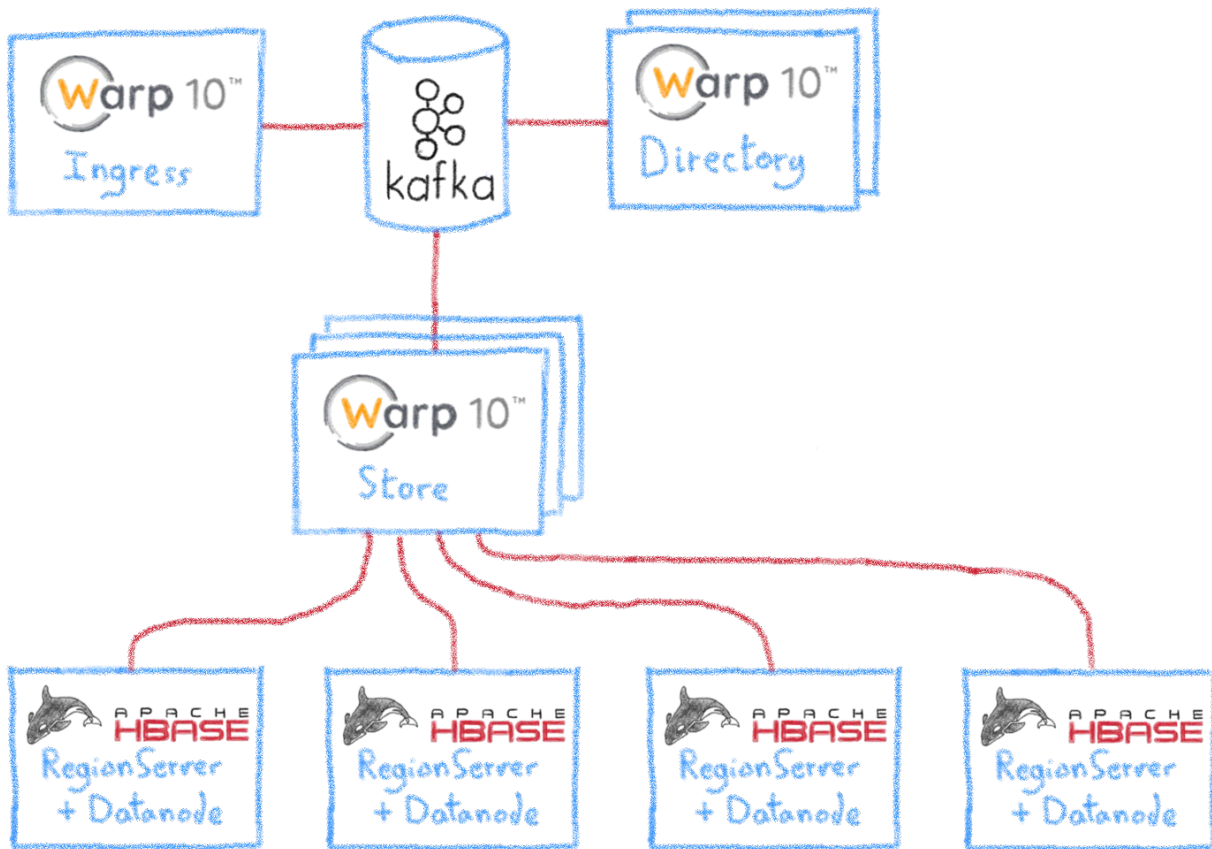 Warp 10™
Ingress
kafka
Warp 10™
Directory
Warp 10™
Store
APACHE
HBASE
RegionServer
+ Datanode
APACHE
HBASE
RegionServer
+ Datanode
APACHE
HBASE
RegionServer
+ Datanode
APACHE
HBASE
RegionServer
+ Datanode